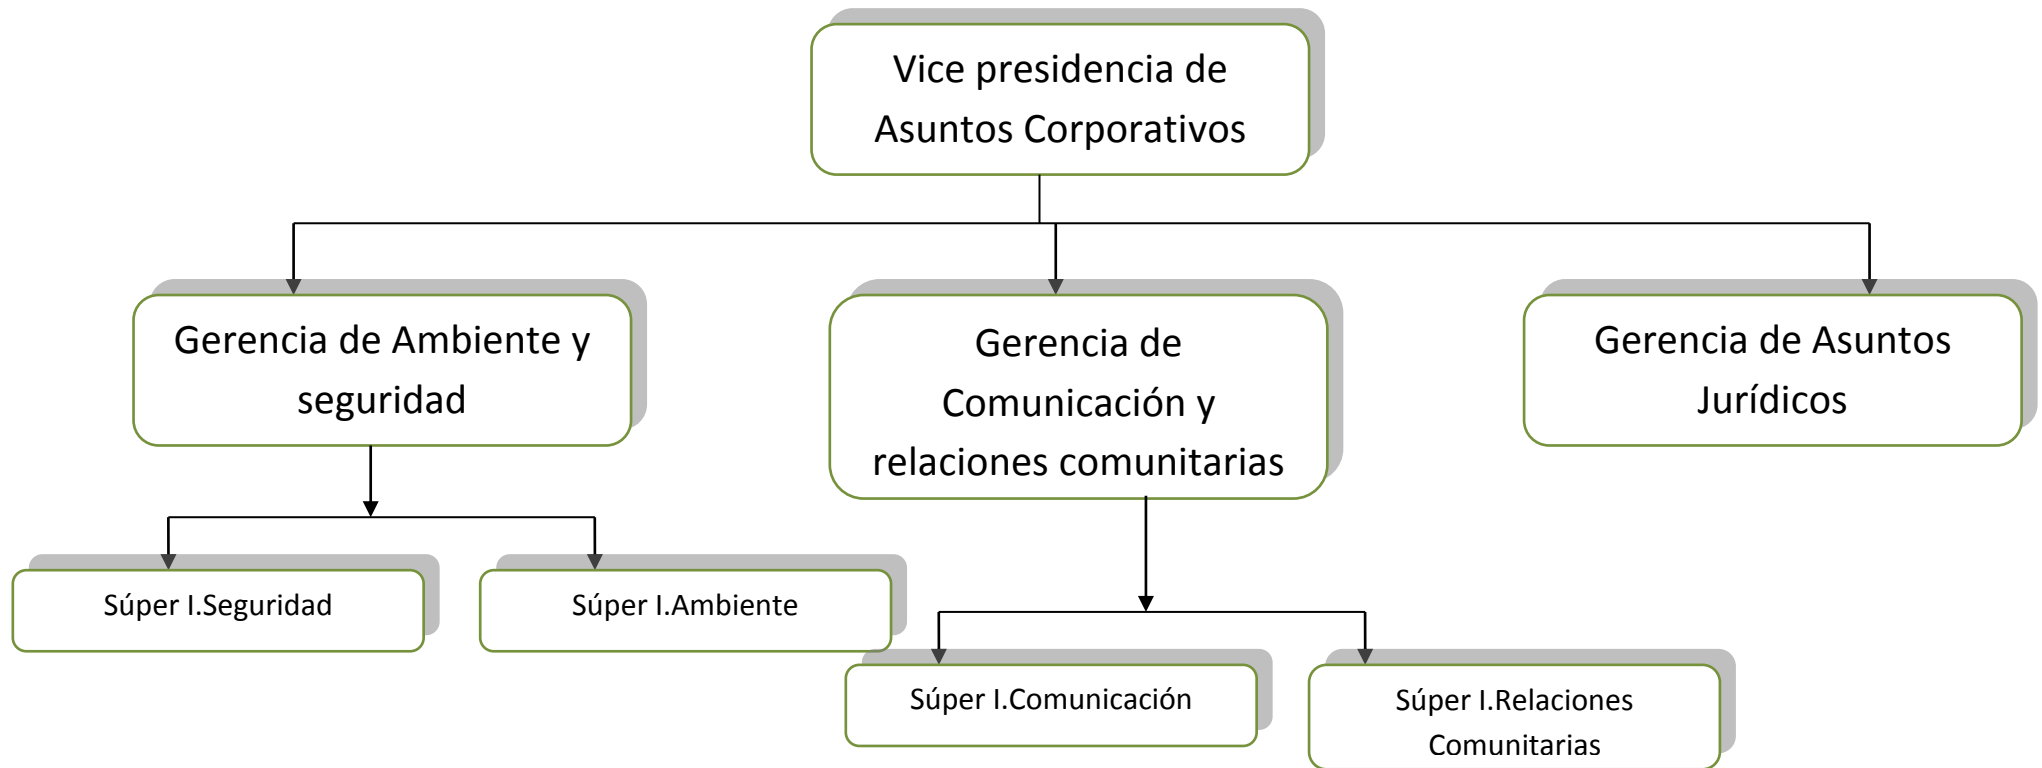 Vice presidencia de
Asuntos Corporativos
Gerencia de Ambiente y
seguridad
Gerencia de
Comunicación y
relaciones comunitarias
Gerencia de Asuntos
Jurídicos
Súper I.Seguridad
Súper I.Ambiente
Súper I.Comunicación
Súper I.Relaciones
Comunitarias